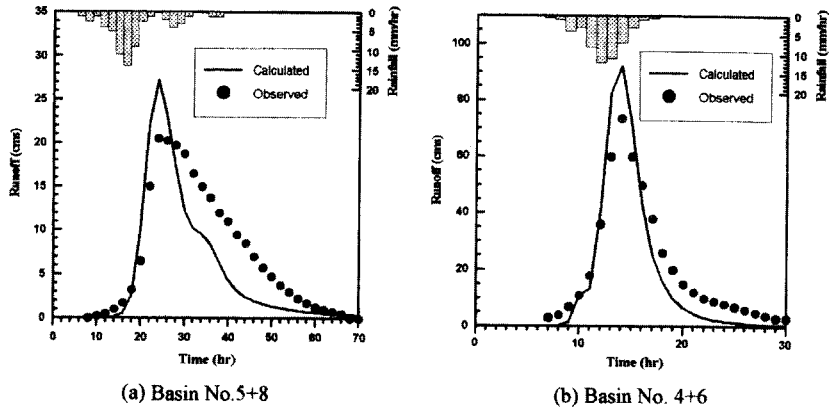 35
30
25
20
15
10
5
0
Runoff (cms)
0
5
10
15
20
Rainfall (mm/hr)
Calculated
Observed
0 10 20 30 40 50 60 70
Time (hr)
(a) Basin No.5+8
100
80
60
40
20
0
Runoff (cms)
0
5
10
15
20
Rainfall (mm/hr)
Calculated
Observed
0 10 20 30
Time (hr)
(b) Basin No. 4+6